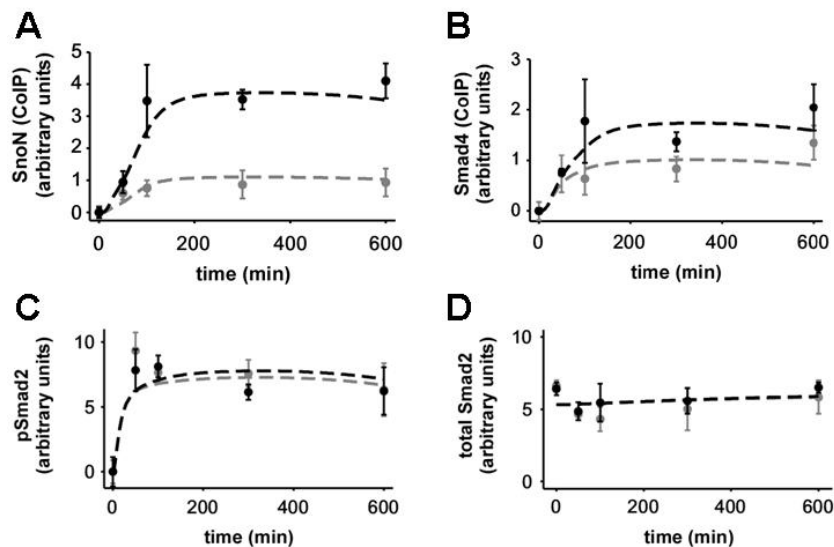 A
SnoN (CoIP)
(arbitrary units)
5
4
3
2
1
0
0
200
400
600
time (min)
B
Smad4 (CoIP)
(arbitrary units)
3
2
1
0
0
200
400
600
time (min)
C
pSmad2
(arbitrary units)
10
5
0
0
200
400
600
time (min)
D
total Smad2
(arbitrary units)
10
5
0
0
200
400
600
time (min)